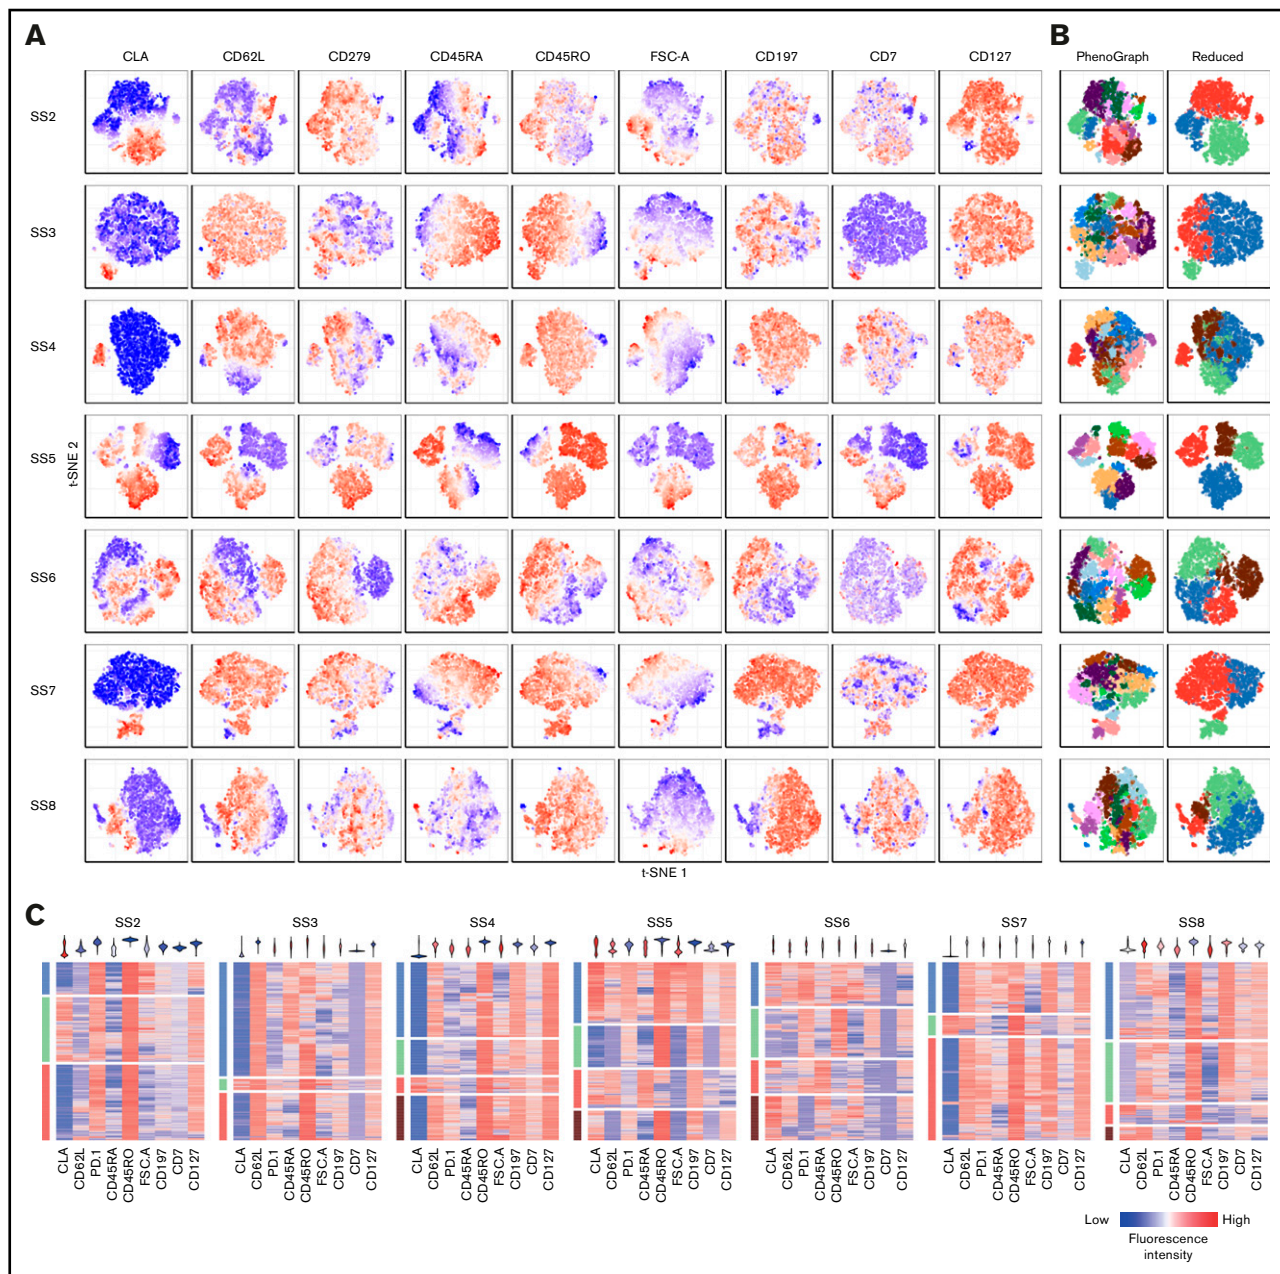 A
B
CLA CD62L CD279 CD45RA CD45RO FSC-A CD197 CD7 CD127 PhenoGraph Reduced
SS2
SS3
SS4
SS5
SS6
SS7
SS8
t-SNE 2
t-SNE 1
C
SS2 SS3 SS4 SS5 SS6 SS7 SS8
CLA CD62L PD.1 CD45RA CD45RO FSC.A CD197 CD7 CD127
CLA CD62L PD.1 CD45RA CD45RO FSC.A CD197 CD7 CD127
CLA CD62L PD.1 CD45RA CD45RO FSC.A CD197 CD7 CD127
CLA CD62L PD.1 CD45RA CD45RO FSC.A CD197 CD7 CD127
CLA CD62L PD.1 CD45RA CD45RO FSC.A CD197 CD7 CD127
CLA CD62L PD.1 CD45RA CD45RO FSC.A CD197 CD7 CD127
CLA CD62L PD.1 CD45RA CD45RO FSC.A CD197 CD7 CD127
Low High
Fluorescence
intensity